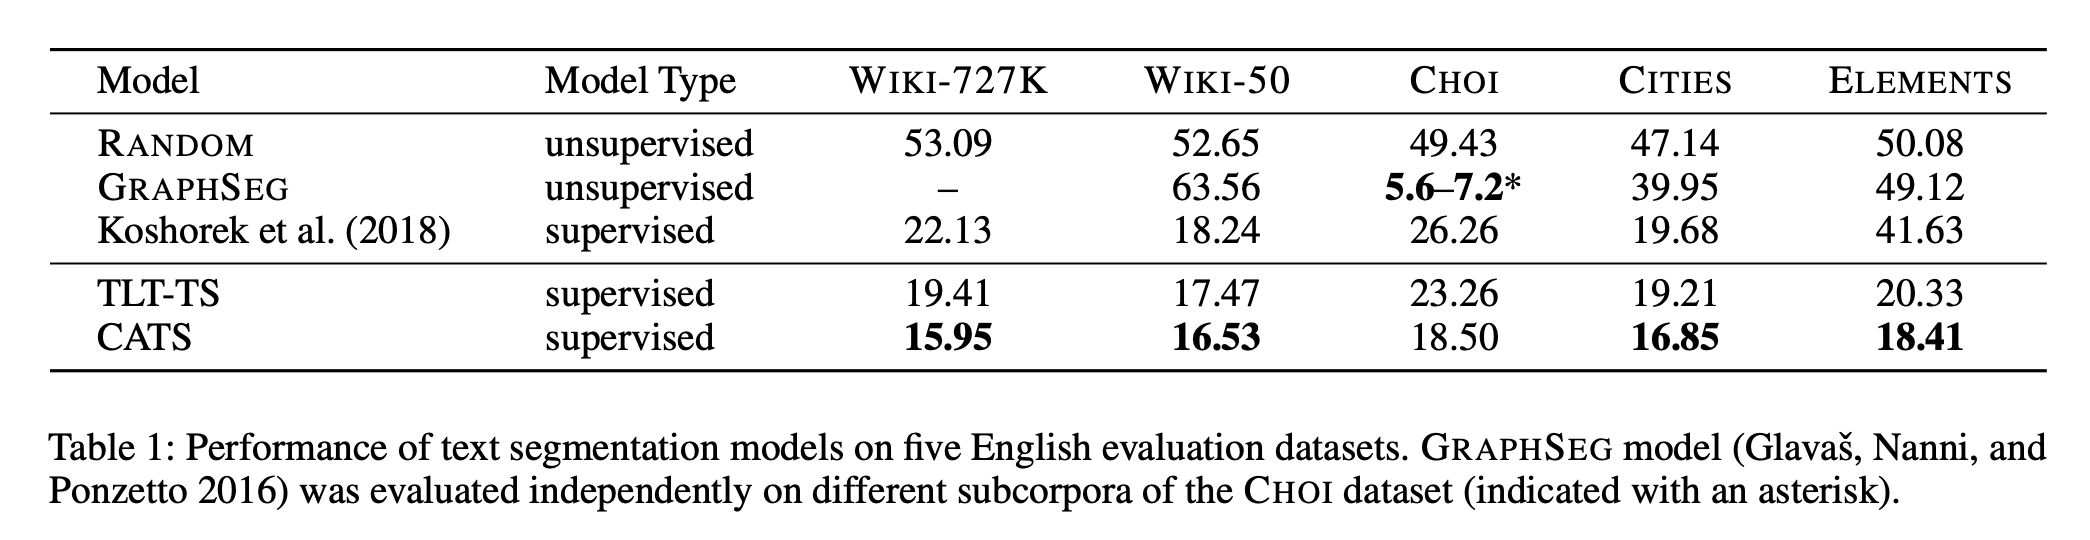 Model Model Type WIKI-727K WIKI-50 CHOI CITIES ELEMENTS
RANDOM unsupervised 53.09 52.65 49.43 47.14 50.08
GRAPHSEG unsupervised – 63.56 5.6–7.2* 39.95 49.12
Koshorek et al. (2018) supervised 22.13 18.24 26.26 19.68 41.63
TLT-TS supervised 19.41 17.47 23.26 19.21 20.33
CATS supervised 15.95 16.53 18.50 16.85 18.41
Table 1: Performance of text segmentation models on five English evaluation datasets. GRAPHSEG model (Glavaš, Nanni, and
Ponzetto 2016) was evaluated independently on different subcorpora of the CHOI dataset (indicated with an asterisk).